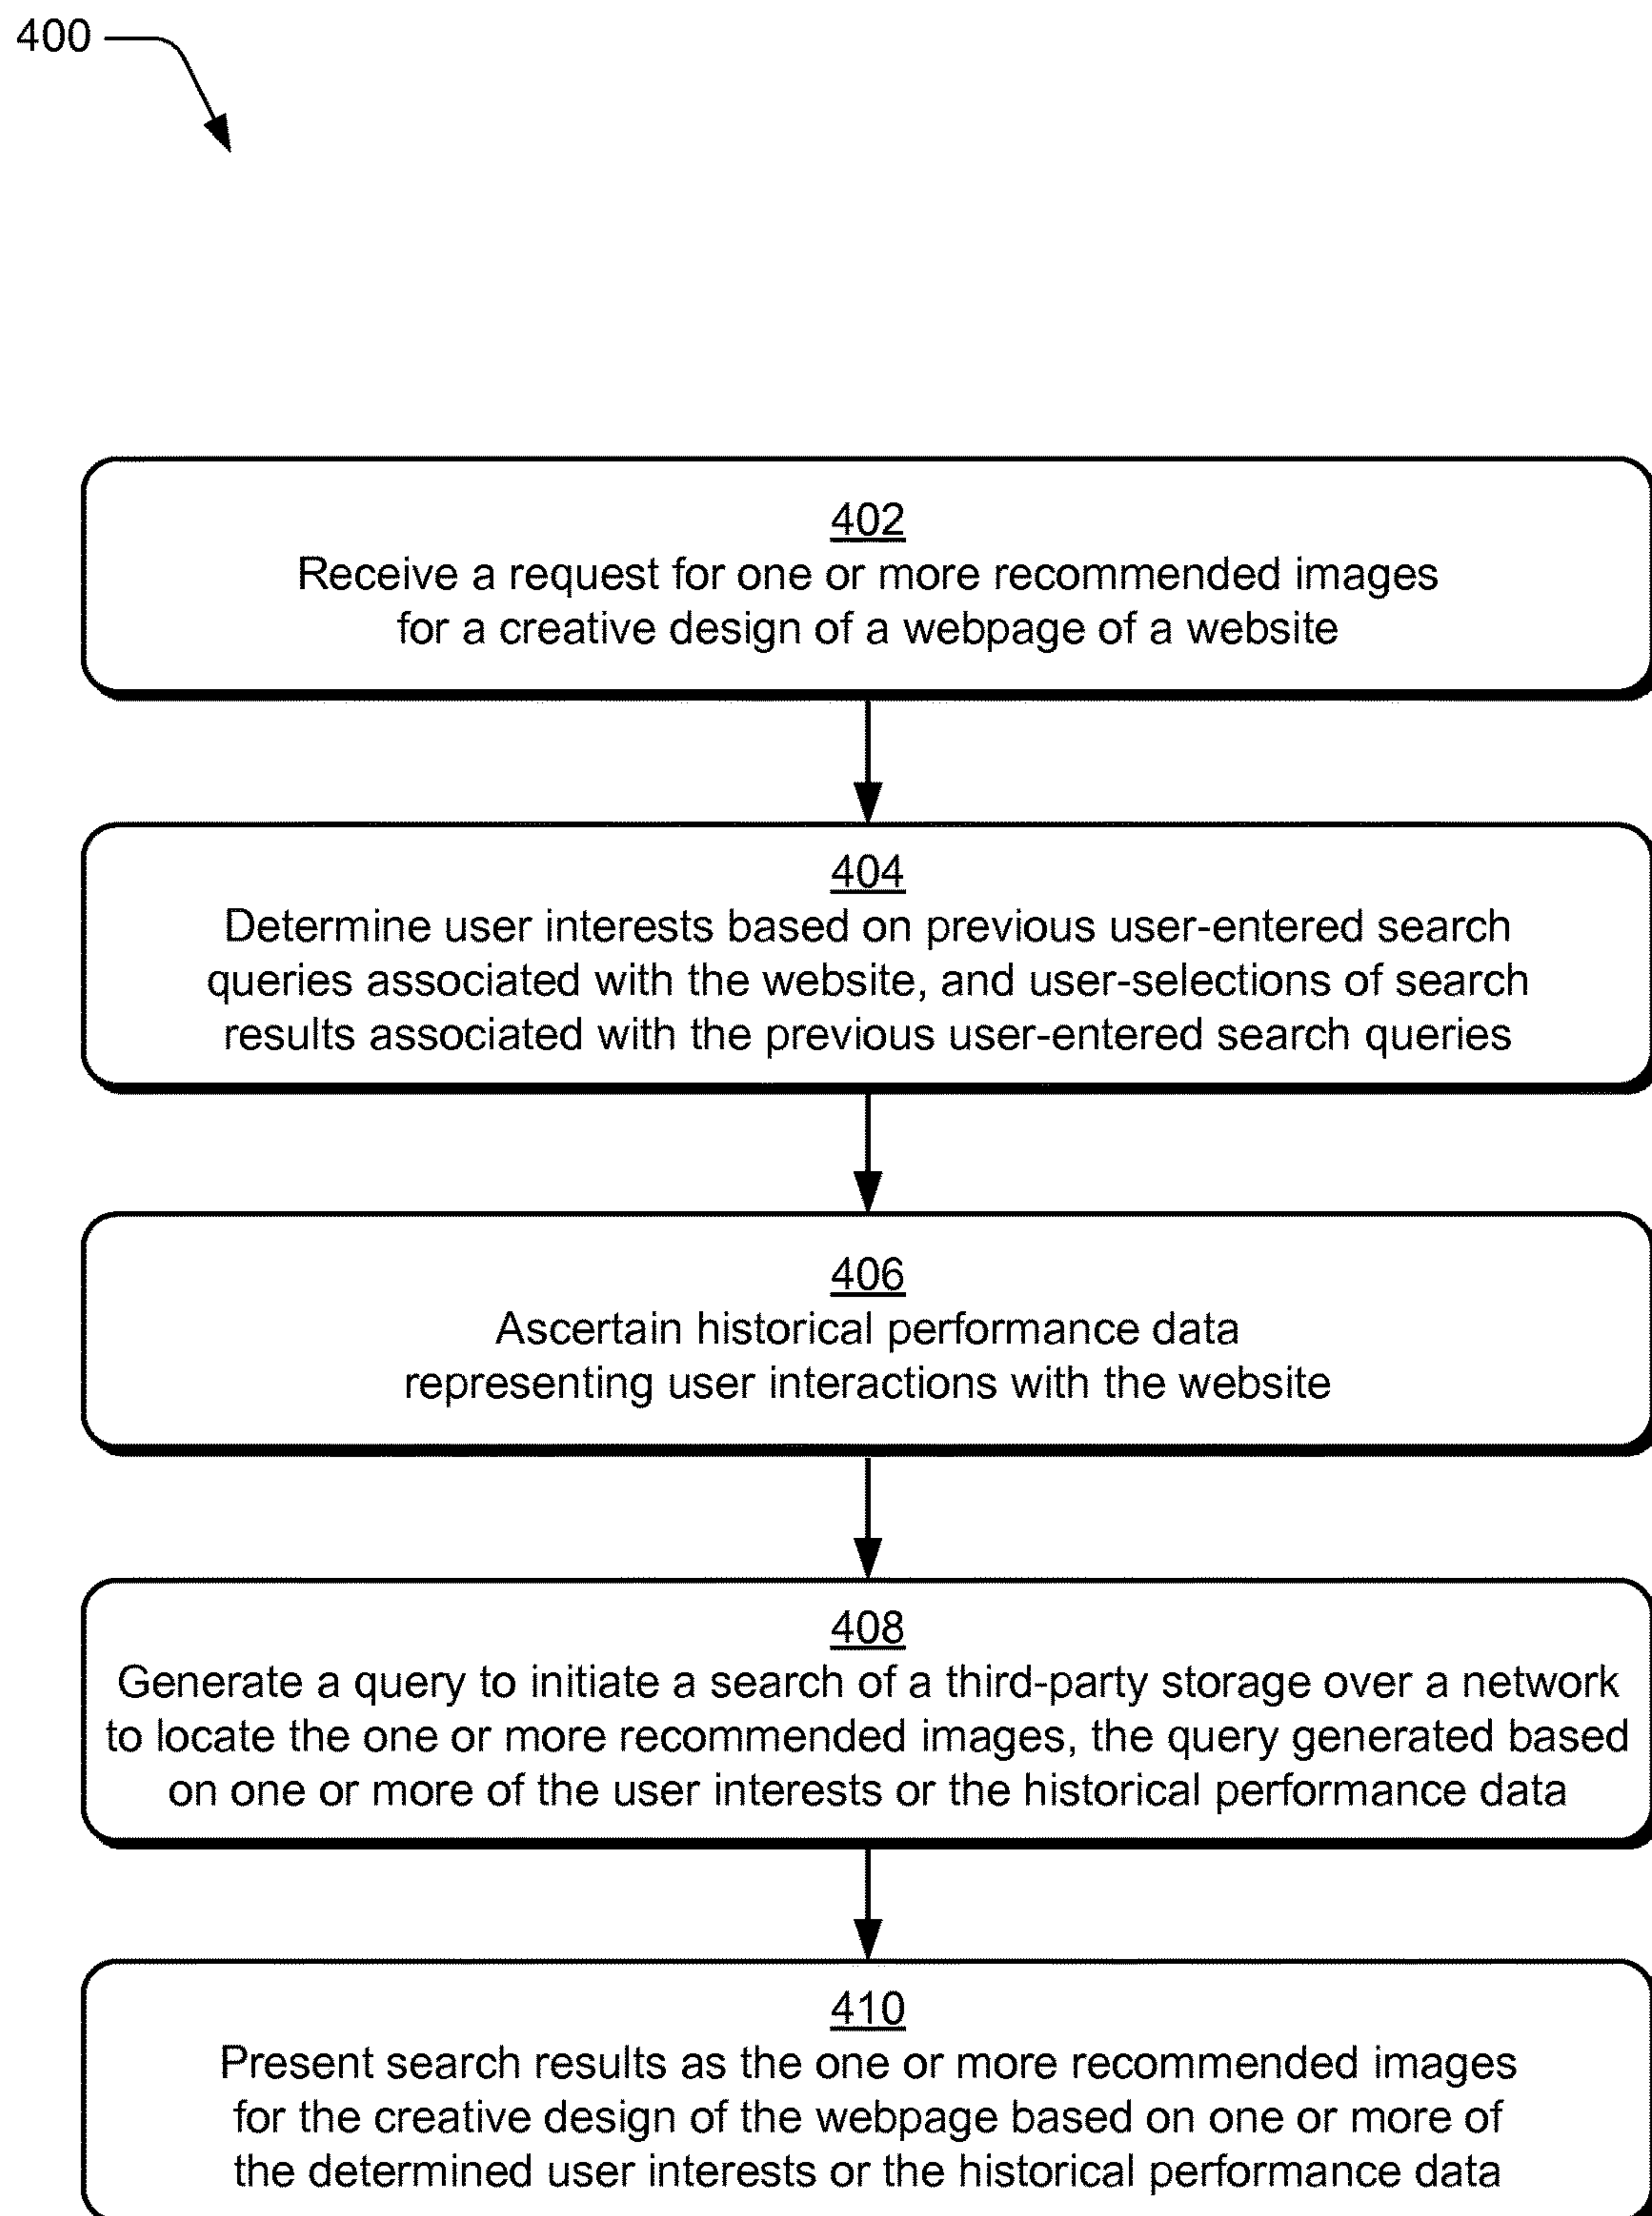 400
402
Receive a request for one or more recommended images
for a creative design of a webpage of a website
404
Determine user interests based on previous user-entered search
queries associated with the website, and user-selections of search
results associated with the previous user-entered search queries
406
Ascertain historical performance data
representing user interactions with the website
408
Generate a query to initiate a search of a third-party storage over a network
to locate the one or more recommended images, the query generated based
on one or more of the user interests or the historical performance data
410
Present search results as the one or more recommended images
for the creative design of the webpage based on one or more of
the determined user interests or the historical performance data